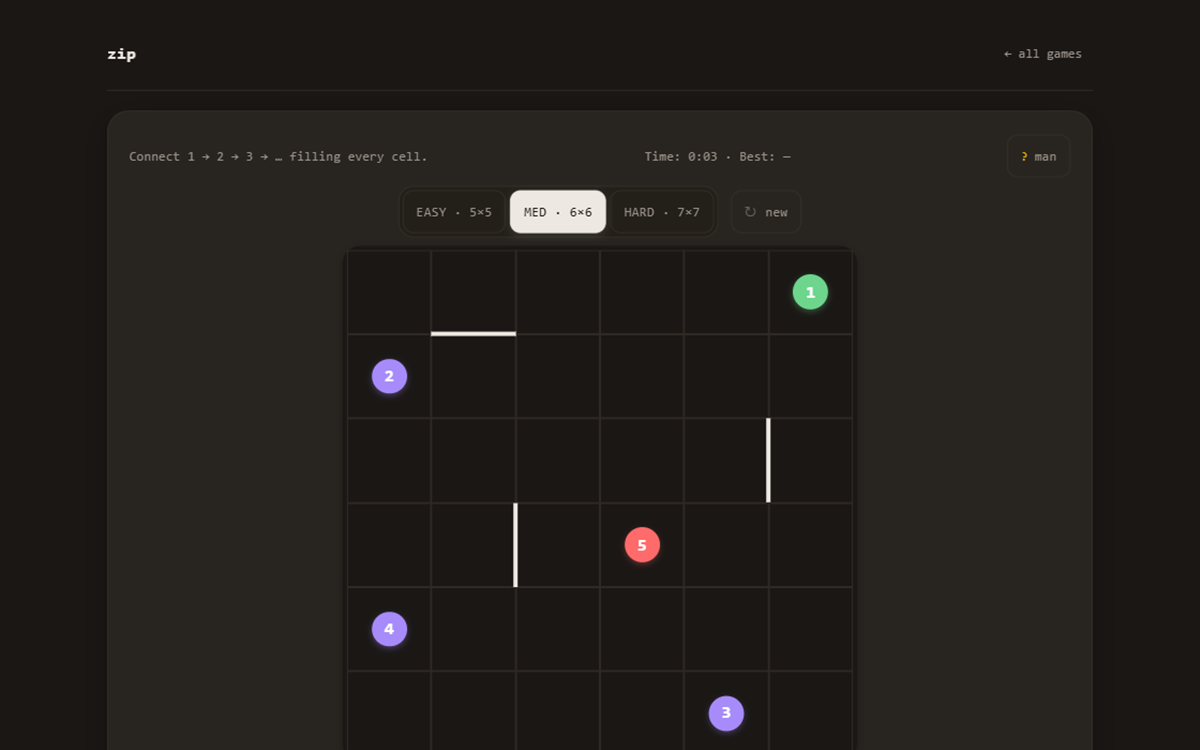 zip
← all games
Connect 1 → 2 → 3 → … filling every cell.
Time: 0:03 · Best: —
? man
EASY · 5×5
MED · 6×6
HARD · 7×7
↻ new
1
2
5
4
3